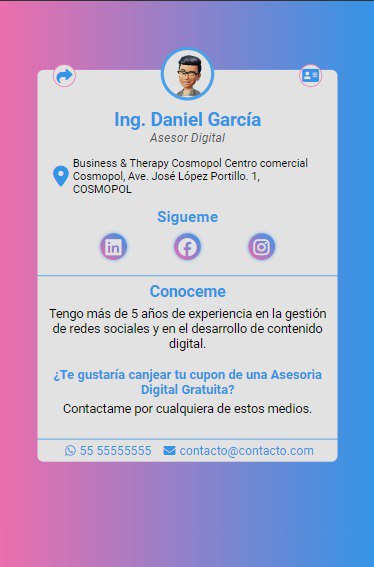 Ing. Daniel García
Asesor Digital
Business & Therapy Cosmopol Centro comercial
Cosmopol, Ave. José López Portillo. 1,
COSMOPOL
Sigueme
Conoceme
Tengo más de 5 años de experiencia en la gestión
de redes sociales y en el desarrollo de contenido
digital.
¿Te gustaría canjear tu cupon de una Asesoria
Digital Gratuita?
Contactame por cualquiera de estos medios.
55 55555555 contacto@contacto.com